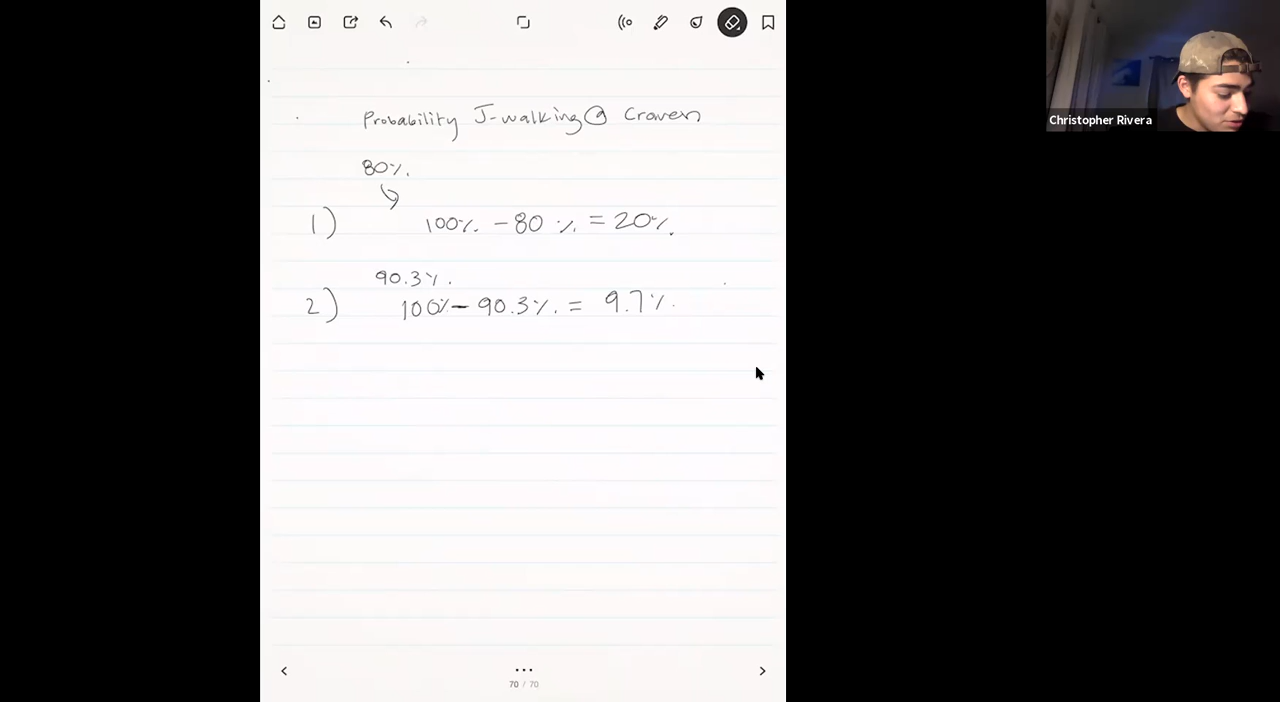 Probability J-walking @ Craven
80%.
1) 100% - 80 % = 20%.
90.3%.
2) 100% - 90.3%. = 9.7%.
70 / 70
Christopher Rivera